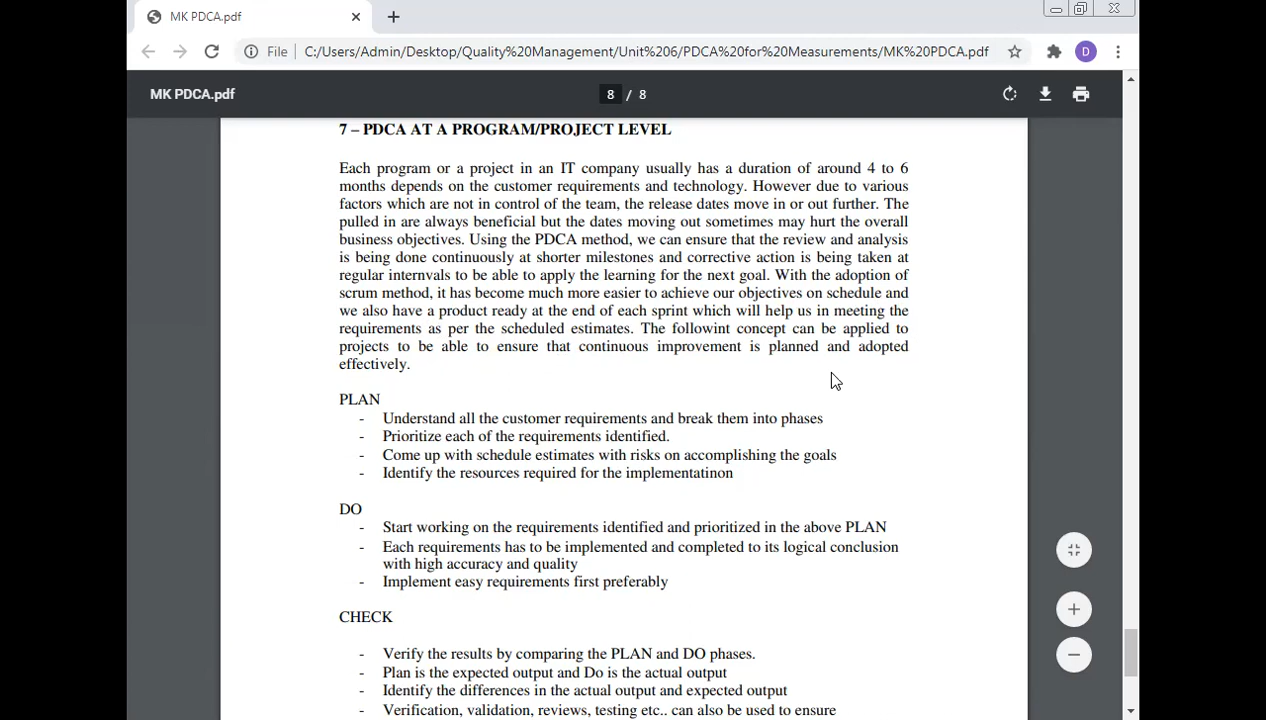 MK PDCA.pdf
File C:/Users/Admin/Desktop/Quality%20Management/Unit%206/PDCA%20for%20Measurements/MK%20PDCA.pdf
D
MK PDCA.pdf
8 / 8
7 – PDCA AT A PROGRAM/PROJECT LEVEL
Each program or a project in an IT company usually has a duration of around 4 to 6
months depends on the customer requirements and technology. However due to various
factors which are not in control of the team, the release dates move in or out further. The
pulled in are always beneficial but the dates moving out sometimes may hurt the overall
business objectives. Using the PDCA method, we can ensure that the review and analysis
is being done continuously at shorter milestones and corrective action is being taken at
regular internvals to be able to apply the learning for the next goal. With the adoption of
scrum method, it has become much more easier to achieve our objectives on schedule and
we also have a product ready at the end of each sprint which will help us in meeting the
requirements as per the scheduled estimates. The followint concept can be applied to
projects to be able to ensure that continuous improvement is planned and adopted
effectively.
PLAN
- Understand all the customer requirements and break them into phases
- Prioritize each of the requirements identified.
- Come up with schedule estimates with risks on accomplishing the goals
- Identify the resources required for the implementatinon
DO
- Start working on the requirements identified and prioritized in the above PLAN
- Each requirements has to be implemented and completed to its logical conclusion
with high accuracy and quality
- Implement easy requirements first preferably
CHECK
- Verify the results by comparing the PLAN and DO phases.
- Plan is the expected output and Do is the actual output
- Identify the differences in the actual output and expected output
- Verification, validation, reviews, testing etc.. can also be used to ensure